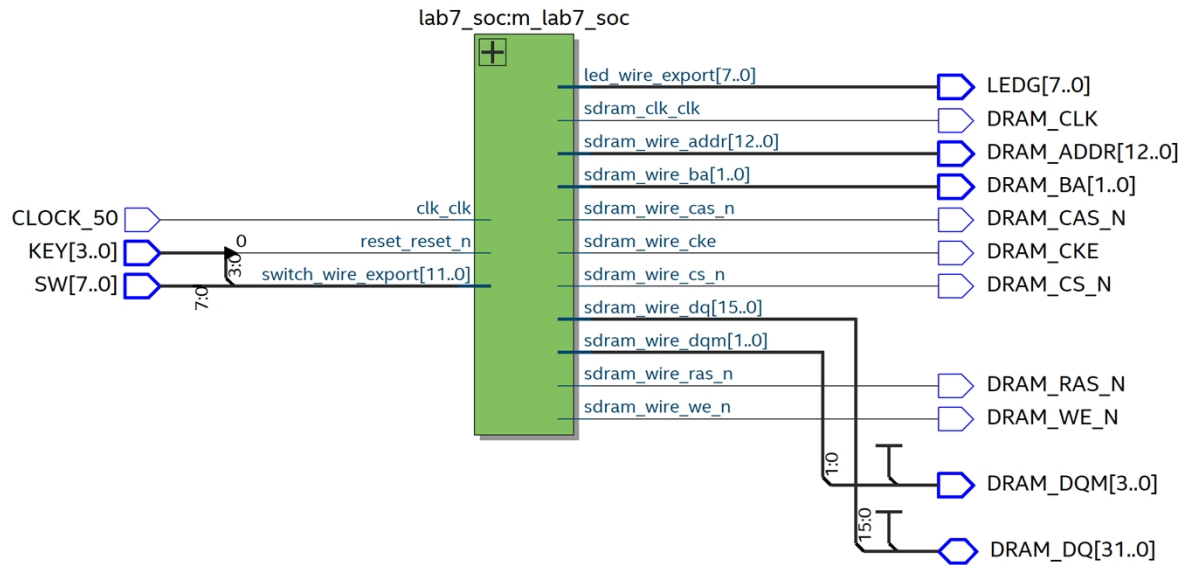 lab7_soc:m_lab7_soc
led_wire_export[7..0]
LEDG[7..0]
sdram_clk_clk
DRAM_CLK
sdram_wire_addr[12..0]
DRAM_ADDR[12..0]
sdram_wire_ba[1..0]
DRAM_BA[1..0]
CLOCK_50
clk_clk
sdram_wire_cas_n
DRAM_CAS_N
KEY[3..0]
0
reset_reset_n
sdram_wire_cke
DRAM_CKE
3:0
SW[7..0]
7:0
switch_wire_export[11..0]
sdram_wire_cs_n
DRAM_CS_N
sdram_wire_dq[15..0]
sdram_wire_dqm[1..0]
sdram_wire_ras_n
DRAM_RAS_N
sdram_wire_we_n
DRAM_WE_N
1:0
DRAM_DQM[3..0]
15:0
DRAM_DQ[31..0]